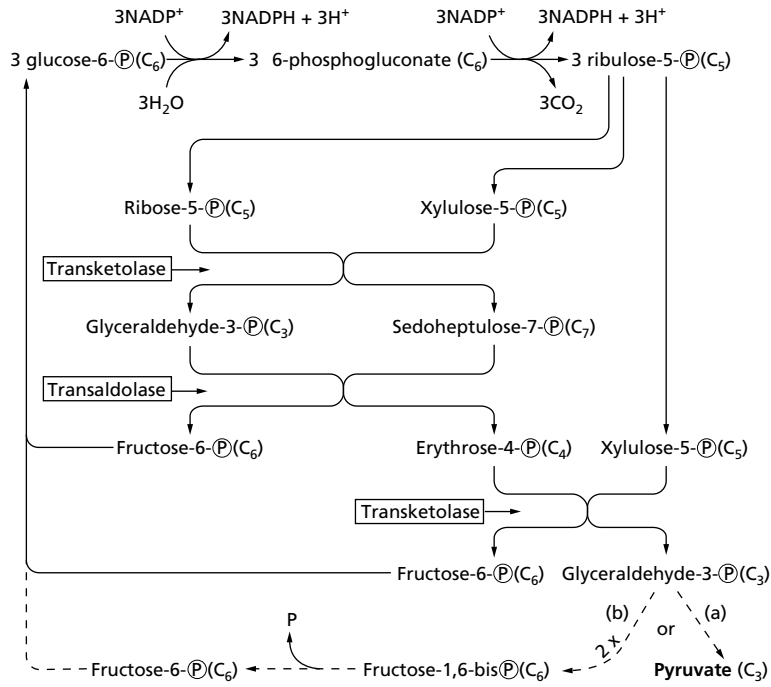 3NADP⁺ 3NADPH + 3H⁺ 3NADP⁺ 3NADPH + 3H⁺
3 glucose-6-Ⓟ(C₆) 3 6-phosphogluconate (C₆) 3 ribulose-5-Ⓟ(C₅)
3H₂O 3CO₂
Ribose-5-Ⓟ(C₅) Xylulose-5-Ⓟ(C₅)
Transketolase
Glyceraldehyde-3-Ⓟ(C₃) Sedoheptulose-7-Ⓟ(C₇)
Transaldolase
Fructose-6-Ⓟ(C₆) Erythrose-4-Ⓟ(C₄) Xylulose-5-Ⓟ(C₅)
Transketolase
Fructose-6-Ⓟ(C₆) Glyceraldehyde-3-Ⓟ(C₃)
(b) (a)
P 2 x or
Fructose-6-Ⓟ(C₆) Fructose-1,6-bisⓅ(C₆) Pyruvate (C₃)